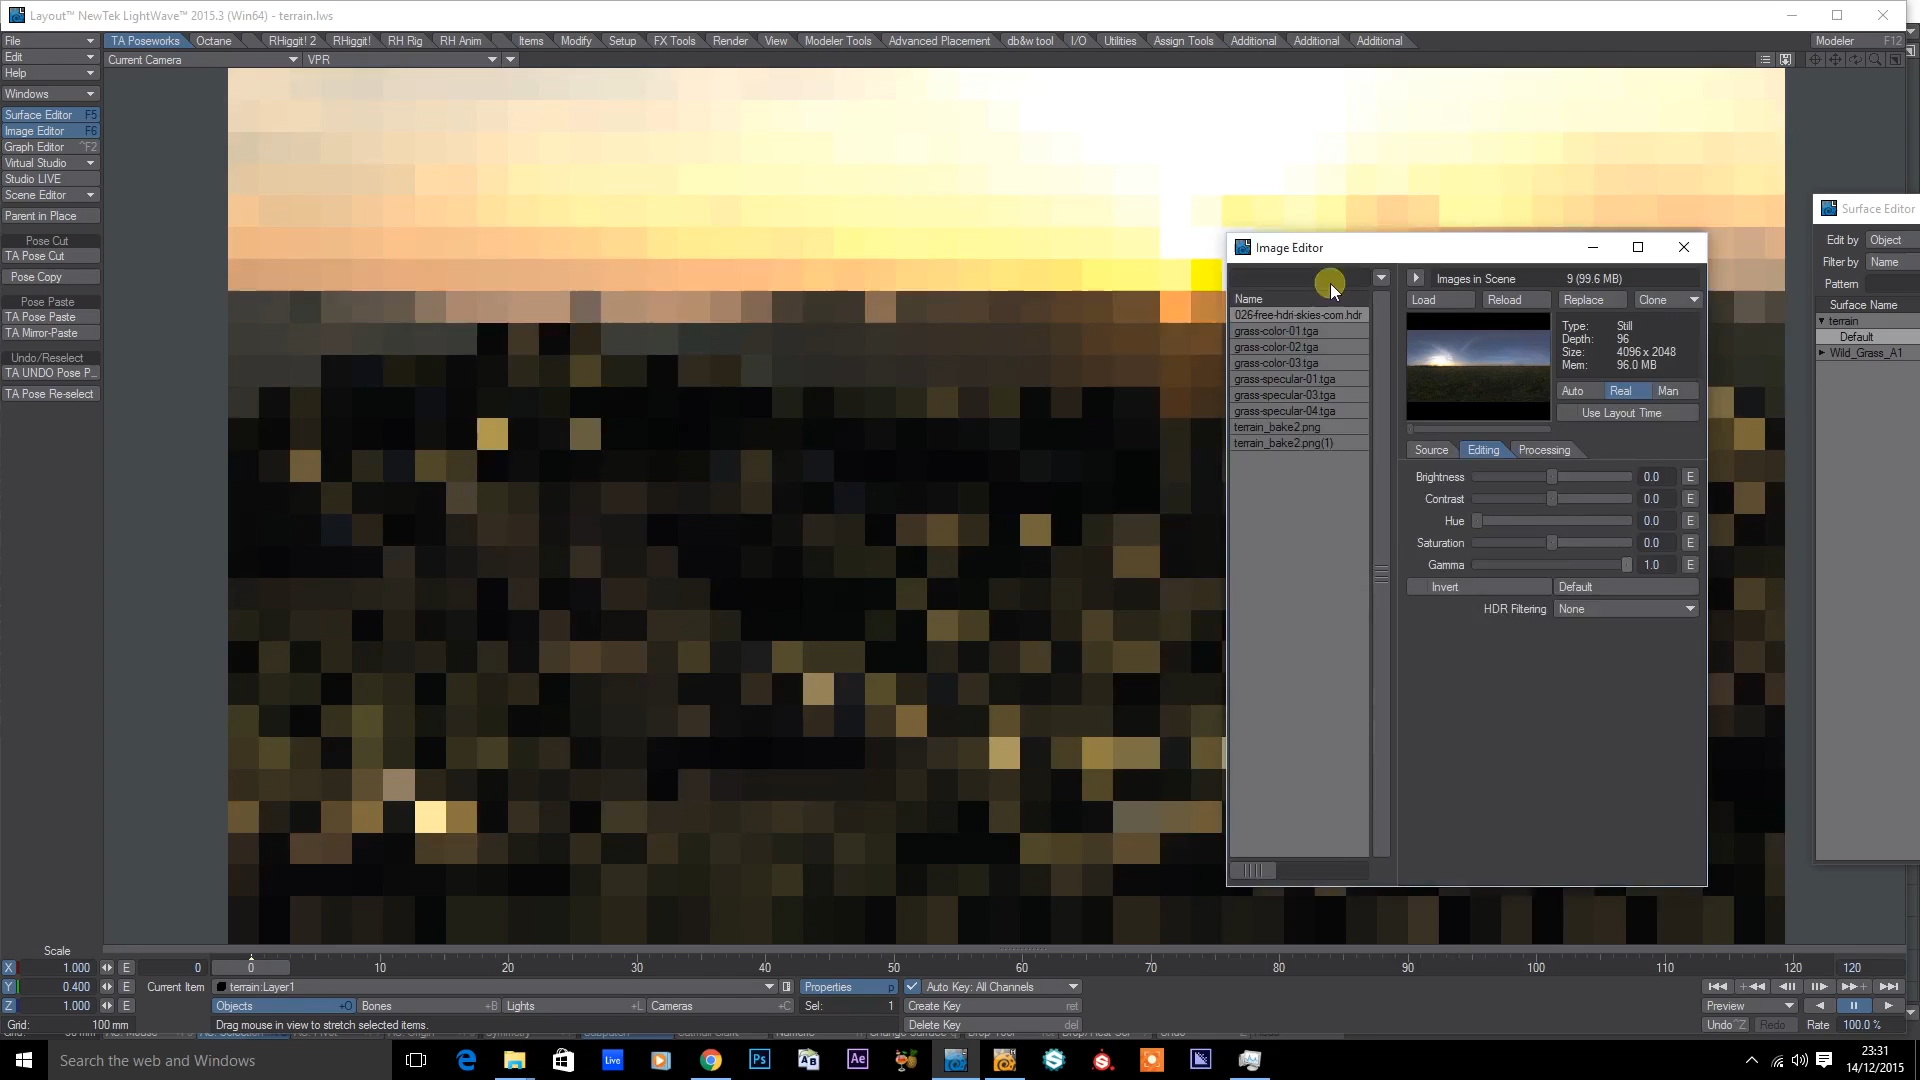 Layout™ NewTek LightWave™ 2015.3 (Win64) - terrain.lws
File TA Poseworks Octane RHiggit! 2 RHiggit! RH Rig RH Anim Items Modify Setup FX Tools Render View Modeler Tools Advanced Placement db&w tool I/O Utilities Assign Tools Additional Additional Additional Modeler F12
Edit Current Camera VPR
Help
Windows
Surface Editor F5
Image Editor F6
Graph Editor ^F2
Virtual Studio
Studio LIVE
Scene Editor
Parent in Place
Pose Cut
TA Pose Cut
Pose Copy
Pose Paste
TA Pose Paste
TA Mirror-Paste
Undo/Reselect
TA UNDO Pose P...
TA Pose Re-select
Image Editor
Images in Scene 9 (99.6 MB)
Load Reload Replace Clone
Name
026-free-hdri-skies-com.hdr
grass-color-01.tga
grass-color-02.tga
grass-color-03.tga
grass-specular-01.tga
grass-specular-03.tga
grass-specular-04.tga
terrain_bake2.png
terrain_bake2.png(1)
Type: Still
Depth: 96
Size: 4096 x 2048
Mem: 96.0 MB
Auto Real Man
Use Layout Time
Source Editing Processing
Brightness 0.0 E
Contrast 0.0 E
Hue 0.0 E
Saturation 0.0 E
Gamma 1.0 E
Invert Default
HDR Filtering None
Surface Editor
Edit by Object
Filter by Name
Pattern
Surface Name
terrain
Default
Wild_Grass_A1
Scale
X 1.000 E 0 0 10 20 30 40 50 60 70 80 90 100 110 120 120
Y 0.400 E Current Item terrain:Layer1 Properties p Auto Key: All Channels
Z 1.000 E Objects +O Bones +B Lights +L Cameras +C Sel: 1 Create Key ret Preview
Grid: 100 mm Drag mouse in view to stretch selected items. Delete Key del Undo ^Z Redo Rate 100.0 %
Search the web and Windows
Live
Ps
Ae
23:31
14/12/2015